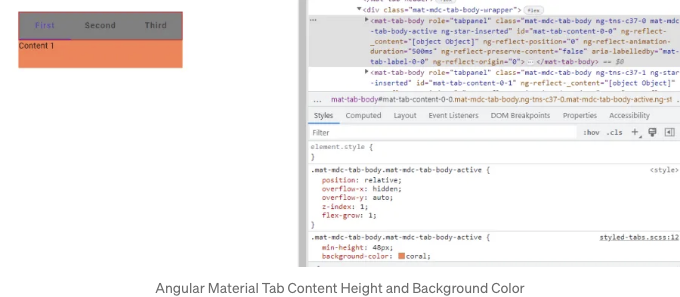 First Second Third
Content 1
<div class="mat-mdc-tab-body-wrapper"> flex
<mat-tab-body role="tabpanel" class="mat-mdc-tab-body ng-tns-c37-0 mat-mdc
-tab-body-active ng-star-inserted" id="mat-tab-content-0-0" ng-reflect-
_content="[object Object]" ng-reflect-position="0" ng-reflect-animation-
duration="500ms" ng-reflect-preserve-content="false" aria-labelledby="mat-
tab-label-0-0" ng-reflect-origin="0"> … </mat-tab-body> == $0
<mat-tab-body role="tabpanel" class="mat-mdc-tab-body ng-tns-c37-1 ng-star
-inserted" id="mat-tab-content-0-1" ng-reflect-_content="[object Object]"
... mat-tab-body#mat-tab-content-0-0.mat-mdc-tab-body.ng-tns-c37-0.mat-mdc-tab-body-active.ng-st ...
Styles Computed Layout Event Listeners DOM Breakpoints Properties Accessibility
Filter :hov .cls +
element.style {
}
.mat-mdc-tab-body.mat-mdc-tab-body-active { <style>
position: relative;
overflow-x: hidden;
overflow-y: auto;
z-index: 1;
flex-grow: 1;
}
.mat-mdc-tab-body.mat-mdc-tab-body-active { styled-tabs.scss:12
min-height: 48px;
background-color: coral;
Angular Material Tab Content Height and Background Color